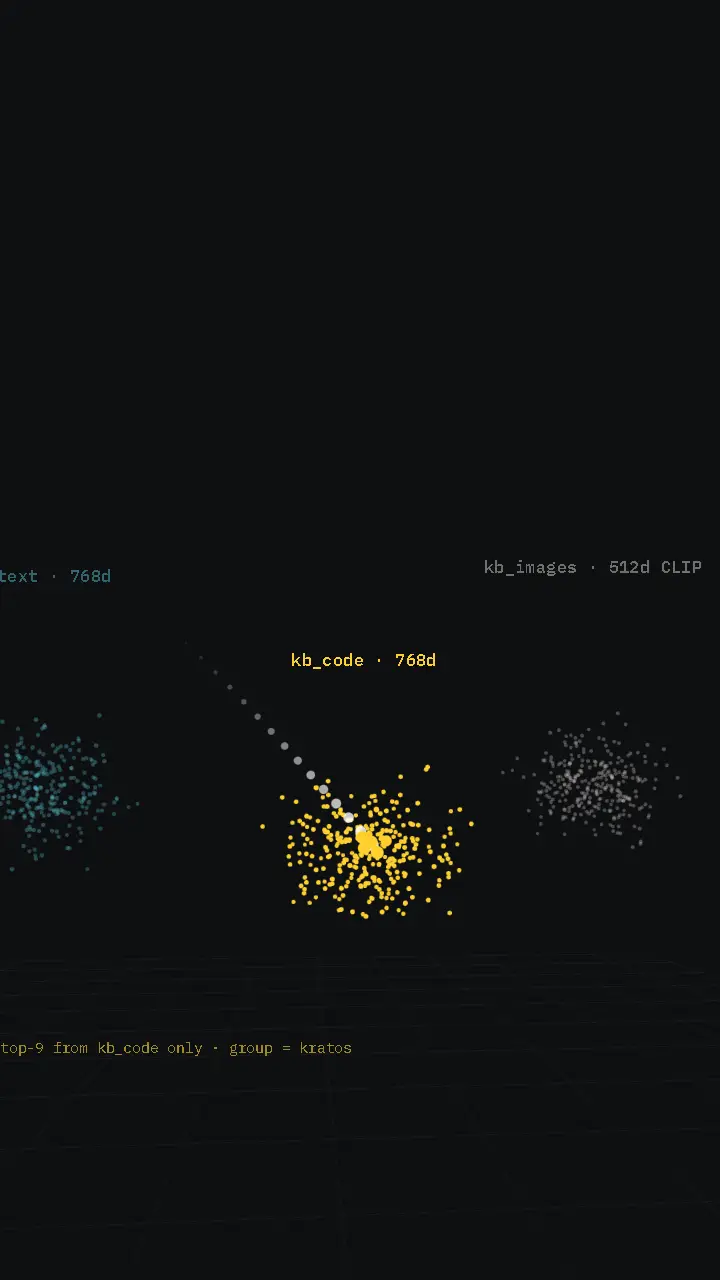 text · 768d
kb_images · 512d CLIP
kb_code · 768d
top-9 from kb_code only · group = kratos